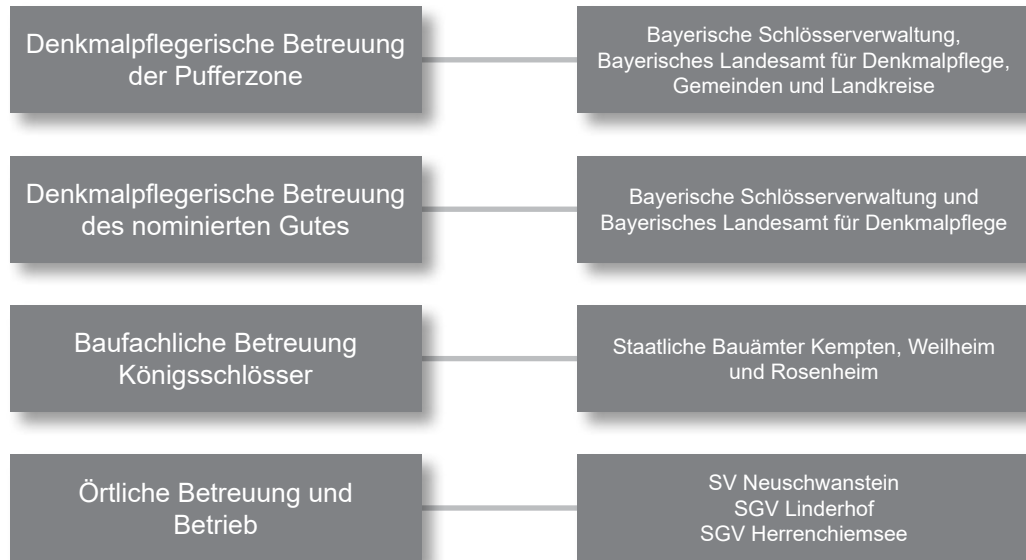 Denkmalpflegerische Betreuung
der Pufferzone
Bayerische Schlösserverwaltung,
Bayerisches Landesamt für Denkmalpflege,
Gemeinden und Landkreise
Denkmalpflegerische Betreuung
des nominierten Gutes
Bayerische Schlösserverwaltung und
Bayerisches Landesamt für Denkmalpflege
Baufachliche Betreuung
Königsschlösser
Staatliche Bauämter Kempten, Weilheim
und Rosenheim
Örtliche Betreuung und
Betrieb
SV Neuschwanstein
SGV Linderhof
SGV Herrenchiemsee